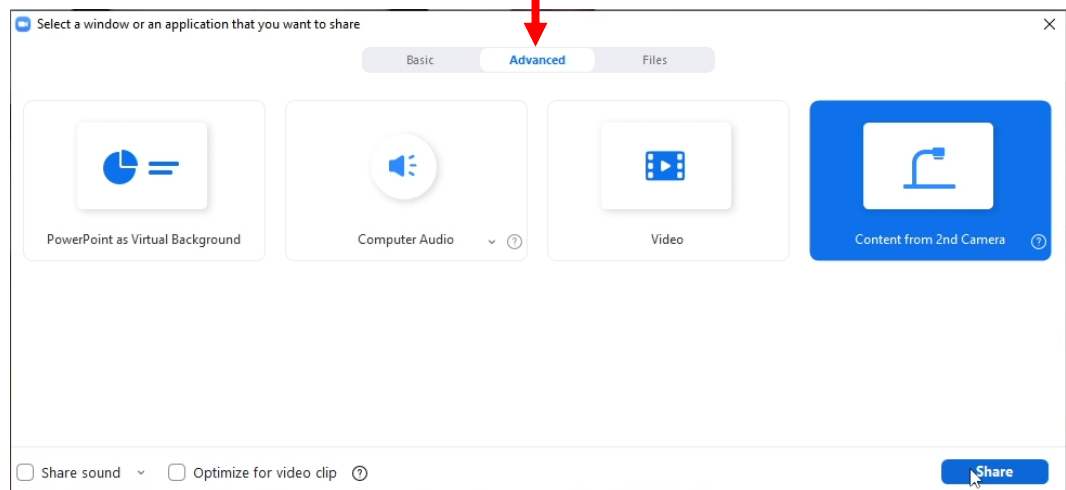 Select a window or an application that you want to share
Basic Advanced Files
PowerPoint as Virtual Background Computer Audio Video Content from 2nd Camera
Share sound Optimize for video clip Share